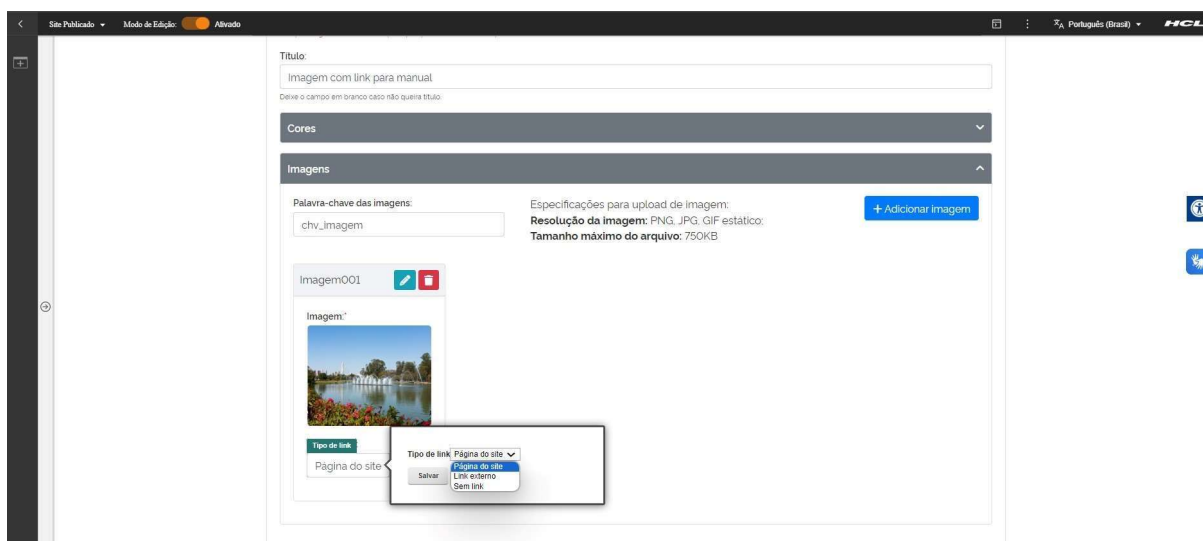 Site Publicado
Modo de Edição:
Ativado
Português (Brasil)
HCL
Título:
Imagem com link para manual
Deixe o campo em branco caso não queira título.
Cores
Imagens
Palavra-chave das imagens:
chv_imagem
Especificações para upload de imagem:
Resolução da imagem: PNG, JPG, GIF estático;
Tamanho máximo do arquivo: 750KB
+ Adicionar imagem
Imagem001
Imagem:*
Tipo de link
Página do site
Tipo de link Página do site
Página do site
Link externo
Sem link
Salvar